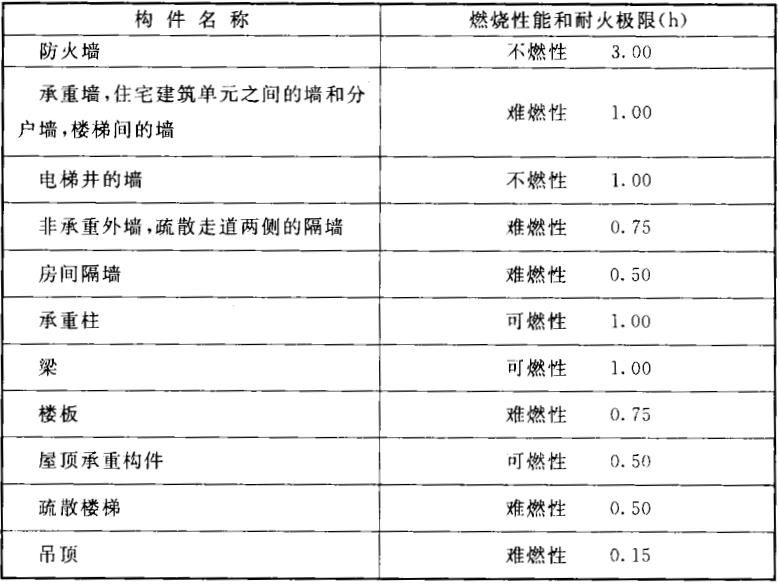 构件名称 燃烧性能和耐火极限(h)
防火墙 不燃性 3.00
承重墙,住宅建筑单元之间的墙和分
户墙,楼梯间的墙 难燃性 1.00
电梯井的墙 不燃性 1.00
非承重外墙,疏散走道两侧的隔墙 难燃性 0.75
房间隔墙 难燃性 0.50
承重柱 可燃性 1.00
梁 可燃性 1.00
楼板 难燃性 0.75
屋顶承重构件 可燃性 0.50
疏散楼梯 难燃性 0.50
吊顶 难燃性 0.15